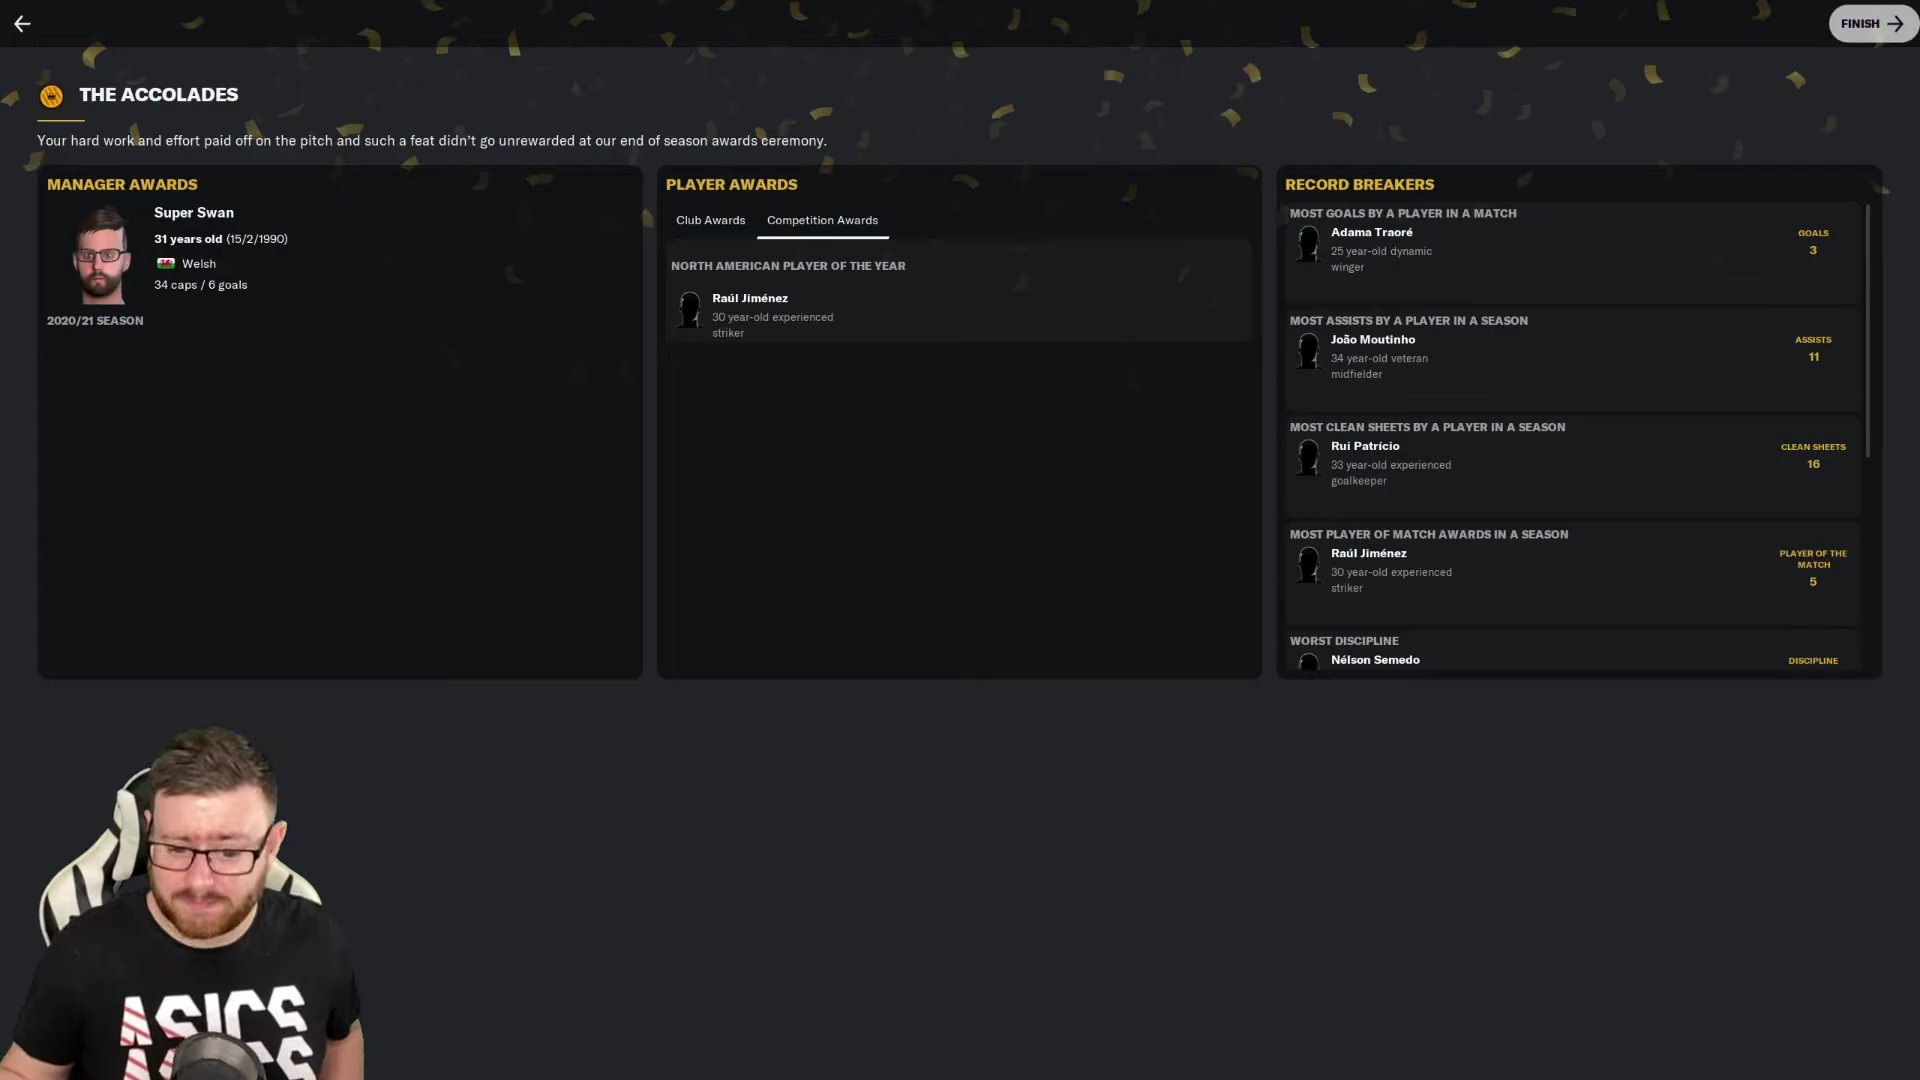 FINISH
THE ACCOLADES
Your hard work and effort paid off on the pitch and such a feat didn't go unrewarded at our end of season awards ceremony.
MANAGER AWARDS
Super Swan
31 years old (15/2/1990)
Welsh
34 caps / 6 goals
2020/21 SEASON
PLAYER AWARDS
Club Awards
Competition Awards
NORTH AMERICAN PLAYER OF THE YEAR
Raúl Jiménez
30 year-old experienced
striker
RECORD BREAKERS
MOST GOALS BY A PLAYER IN A MATCH
Adama Traoré
25 year-old dynamic
winger
GOALS
3
MOST ASSISTS BY A PLAYER IN A SEASON
João Moutinho
34 year-old veteran
midfielder
ASSISTS
11
MOST CLEAN SHEETS BY A PLAYER IN A SEASON
Rui Patrício
33 year-old experienced
goalkeeper
CLEAN SHEETS
16
MOST PLAYER OF MATCH AWARDS IN A SEASON
Raúl Jiménez
30 year-old experienced
striker
PLAYER OF THE
MATCH
5
WORST DISCIPLINE
Nélson Semedo
DISCIPLINE
ASICS